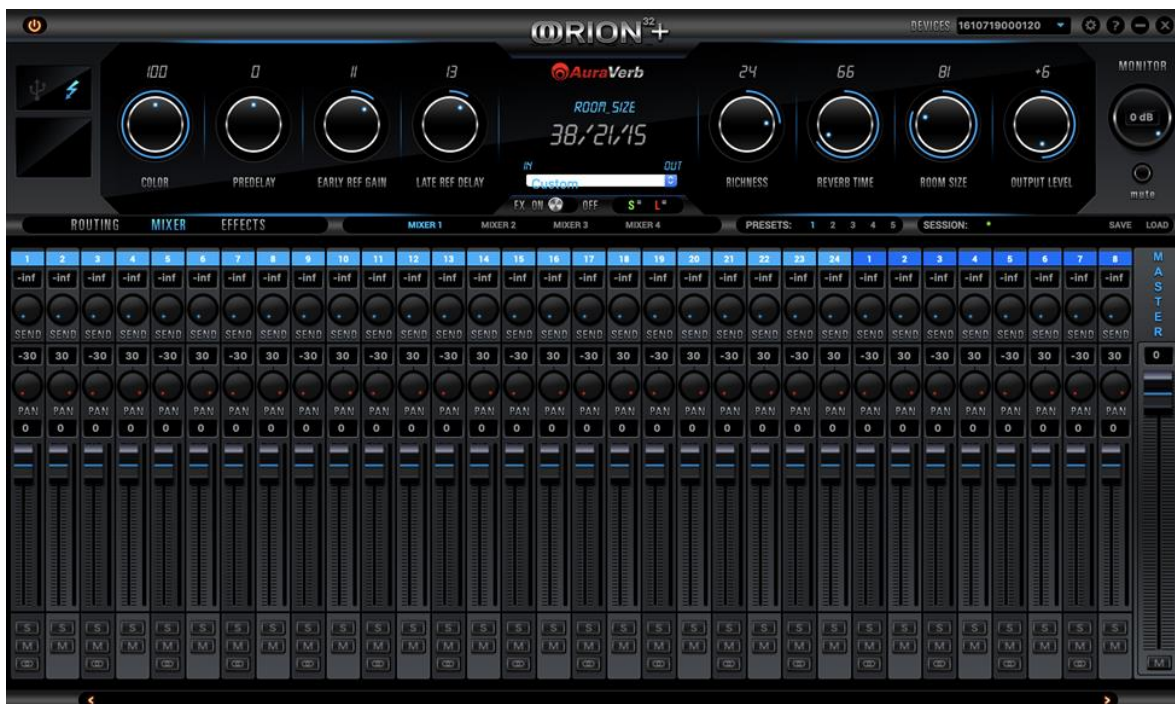 ORION 32+
DEVICES 1610719000120
100 0 11 13 AuraVerb 24 66 81 +6 MONITOR
ROOM_SIZE
38/21/15
0 dB
IN OUT
Custom
COLOR PREDELAY EARLY REF GAIN LATE REF DELAY RICHNESS REVERB TIME ROOM SIZE OUTPUT LEVEL
mute
FX ON OFF S L
ROUTING MIXER EFFECTS MIXER 1 MIXER 2 MIXER 3 MIXER 4 PRESETS: 1 2 3 4 5 SESSION: * SAVE LOAD
1 2 3 4 5 6 7 8 9 10 11 12 13 14 15 16 17 18 19 20 21 22 23 24 1 2 3 4 5 6 7 8 MASTER
-inf -inf -inf -inf -inf -inf -inf -inf -inf -inf -inf -inf -inf -inf -inf -inf -inf -inf -inf -inf -inf -inf -inf -inf -inf -inf -inf -inf -inf -inf -inf -inf
SEND SEND SEND SEND SEND SEND SEND SEND SEND SEND SEND SEND SEND SEND SEND SEND SEND SEND SEND SEND SEND SEND SEND SEND SEND SEND SEND SEND SEND SEND SEND SEND
-30 30 -30 30 -30 30 -30 30 -30 30 -30 30 -30 30 -30 30 -30 30 -30 30 -30 30 -30 30 -30 30 -30 30 -30 30 -30 30 0
PAN PAN PAN PAN PAN PAN PAN PAN PAN PAN PAN PAN PAN PAN PAN PAN PAN PAN PAN PAN PAN PAN PAN PAN PAN PAN PAN PAN PAN PAN PAN PAN
0 0 0 0 0 0 0 0 0 0 0 0 0 0 0 0 0 0 0 0 0 0 0 0 0 0 0 0 0 0 0 0
S S S S S S S S S S S S S S S S S S S S S S S S S S S S S S S S
M M M M M M M M M M M M M M M M M M M M M M M M M M M M M M M M
M